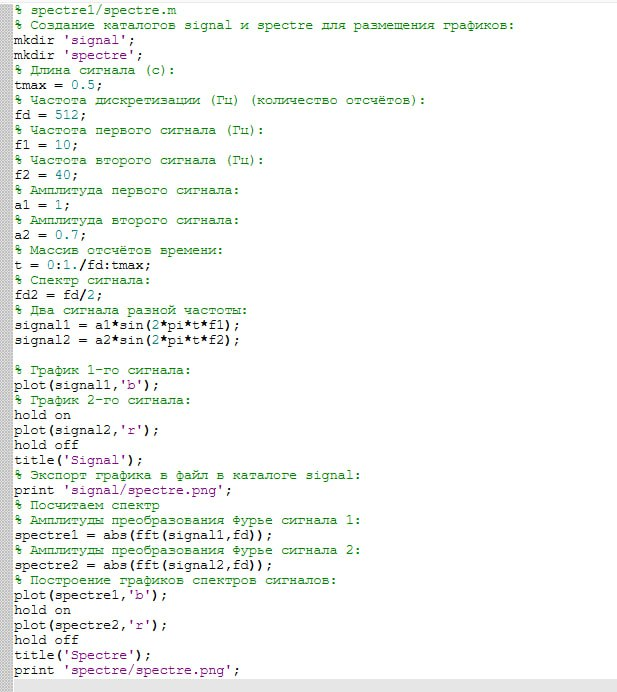 % spectre1/spectre.m
% Создание каталогов signal и spectre для размещения графиков:
mkdir 'signal';
mkdir 'spectre';
% Длина сигнала (с):
tmax = 0.5;
% Частота дискретизации (Гц) (количество отсчётов):
fd = 512;
% Частота первого сигнала (Гц):
f1 = 10;
% Частота второго сигнала (Гц):
f2 = 40;
% Амплитуда первого сигнала:
a1 = 1;
% Амплитуда второго сигнала:
a2 = 0.7;
% Массив отсчётов времени:
t = 0:1./fd:tmax;
% Спектр сигнала:
fd2 = fd/2;
% Два сигнала разной частоты:
signal1 = a1*sin(2*pi*t*f1);
signal2 = a2*sin(2*pi*t*f2);
% График 1-го сигнала:
plot(signal1,'b');
% График 2-го сигнала:
hold on
plot(signal2,'r');
hold off
title('Signal');
% Экспорт графика в файл в каталоге signal:
print 'signal/spectre.png';
% Посчитаем спектр
% Амплитуды преобразования Фурье сигнала 1:
spectre1 = abs(fft(signal1,fd));
% Амплитуды преобразования Фурье сигнала 2:
spectre2 = abs(fft(signal2,fd));
% Построение графиков спектров сигналов:
plot(spectre1,'b');
hold on
plot(spectre2,'r');
hold off
title('Spectre');
print 'spectre/spectre.png';